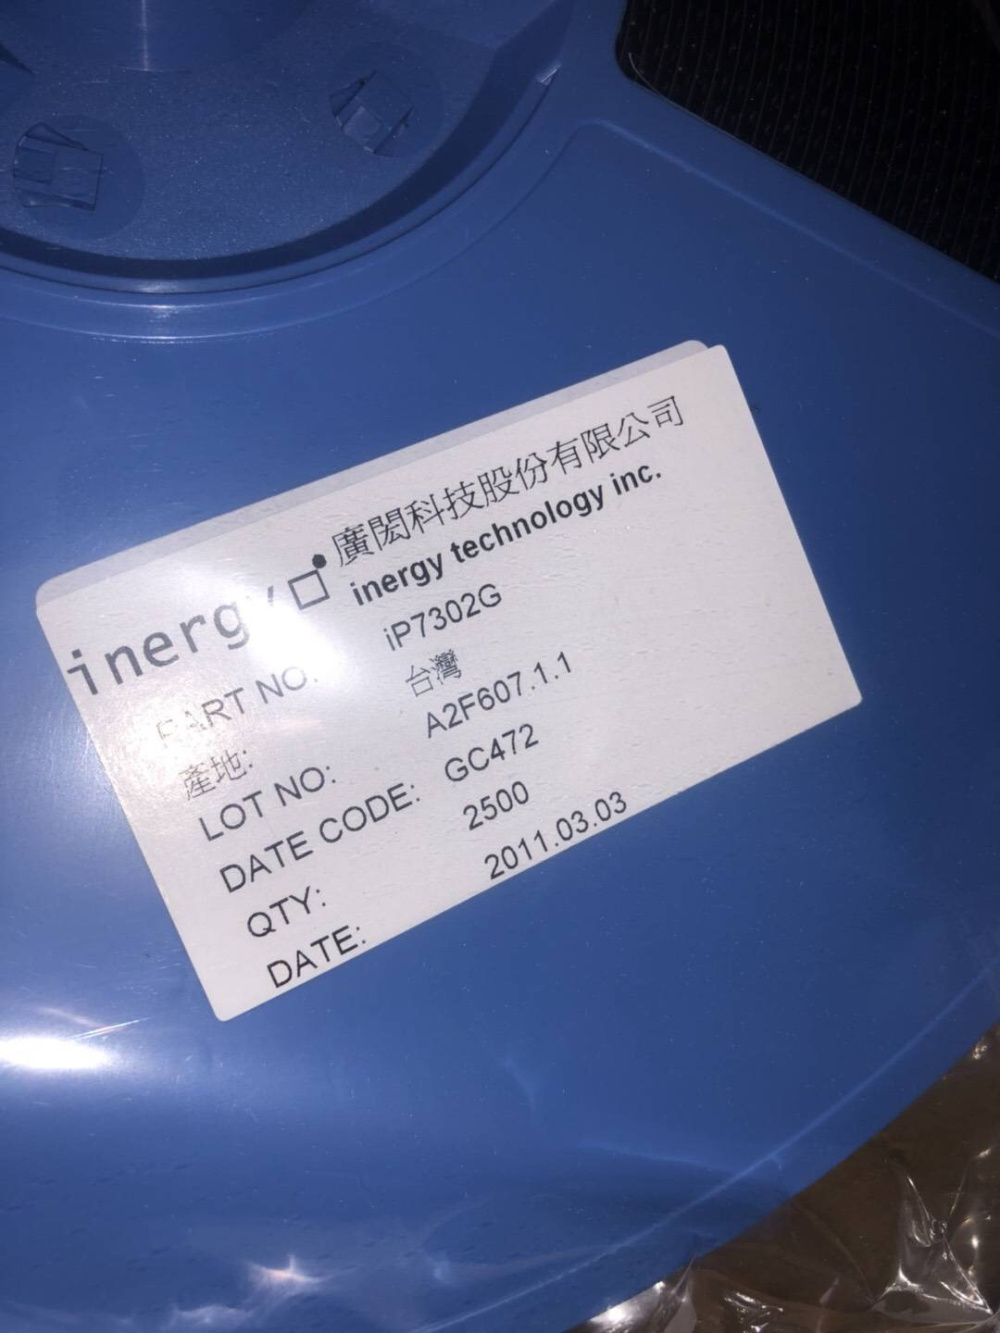 廣閎科技股份有限公司
inergy inergy technology inc.
PART NO: iP7302G
產地: 台灣
LOT NO: A2F607.1.1
DATE CODE: GC472
QTY: 2500
DATE: 2011.03.03